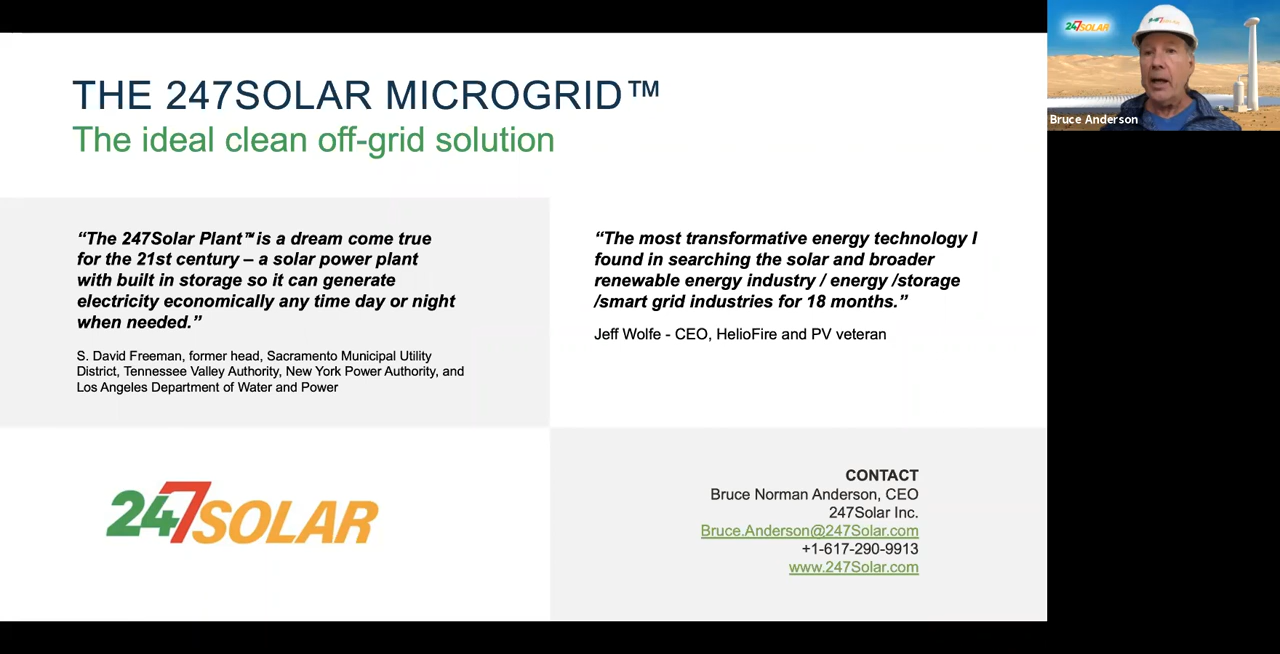 THE 247SOLAR MICROGRID™
The ideal clean off-grid solution
“The 247Solar Plant™ is a dream come true
for the 21st century – a solar power plant
with built in storage so it can generate
electricity economically any time day or night
when needed.”
S. David Freeman, former head, Sacramento Municipal Utility
District, Tennessee Valley Authority, New York Power Authority, and
Los Angeles Department of Water and Power
“The most transformative energy technology I
found in searching the solar and broader
renewable energy industry / energy /storage
/smart grid industries for 18 months.”
Jeff Wolfe - CEO, HelioFire and PV veteran
247SOLAR
CONTACT
Bruce Norman Anderson, CEO
247Solar Inc.
Bruce.Anderson@247Solar.com
+1-617-290-9913
www.247Solar.com
247SOLAR
247SOLAR
Bruce Anderson